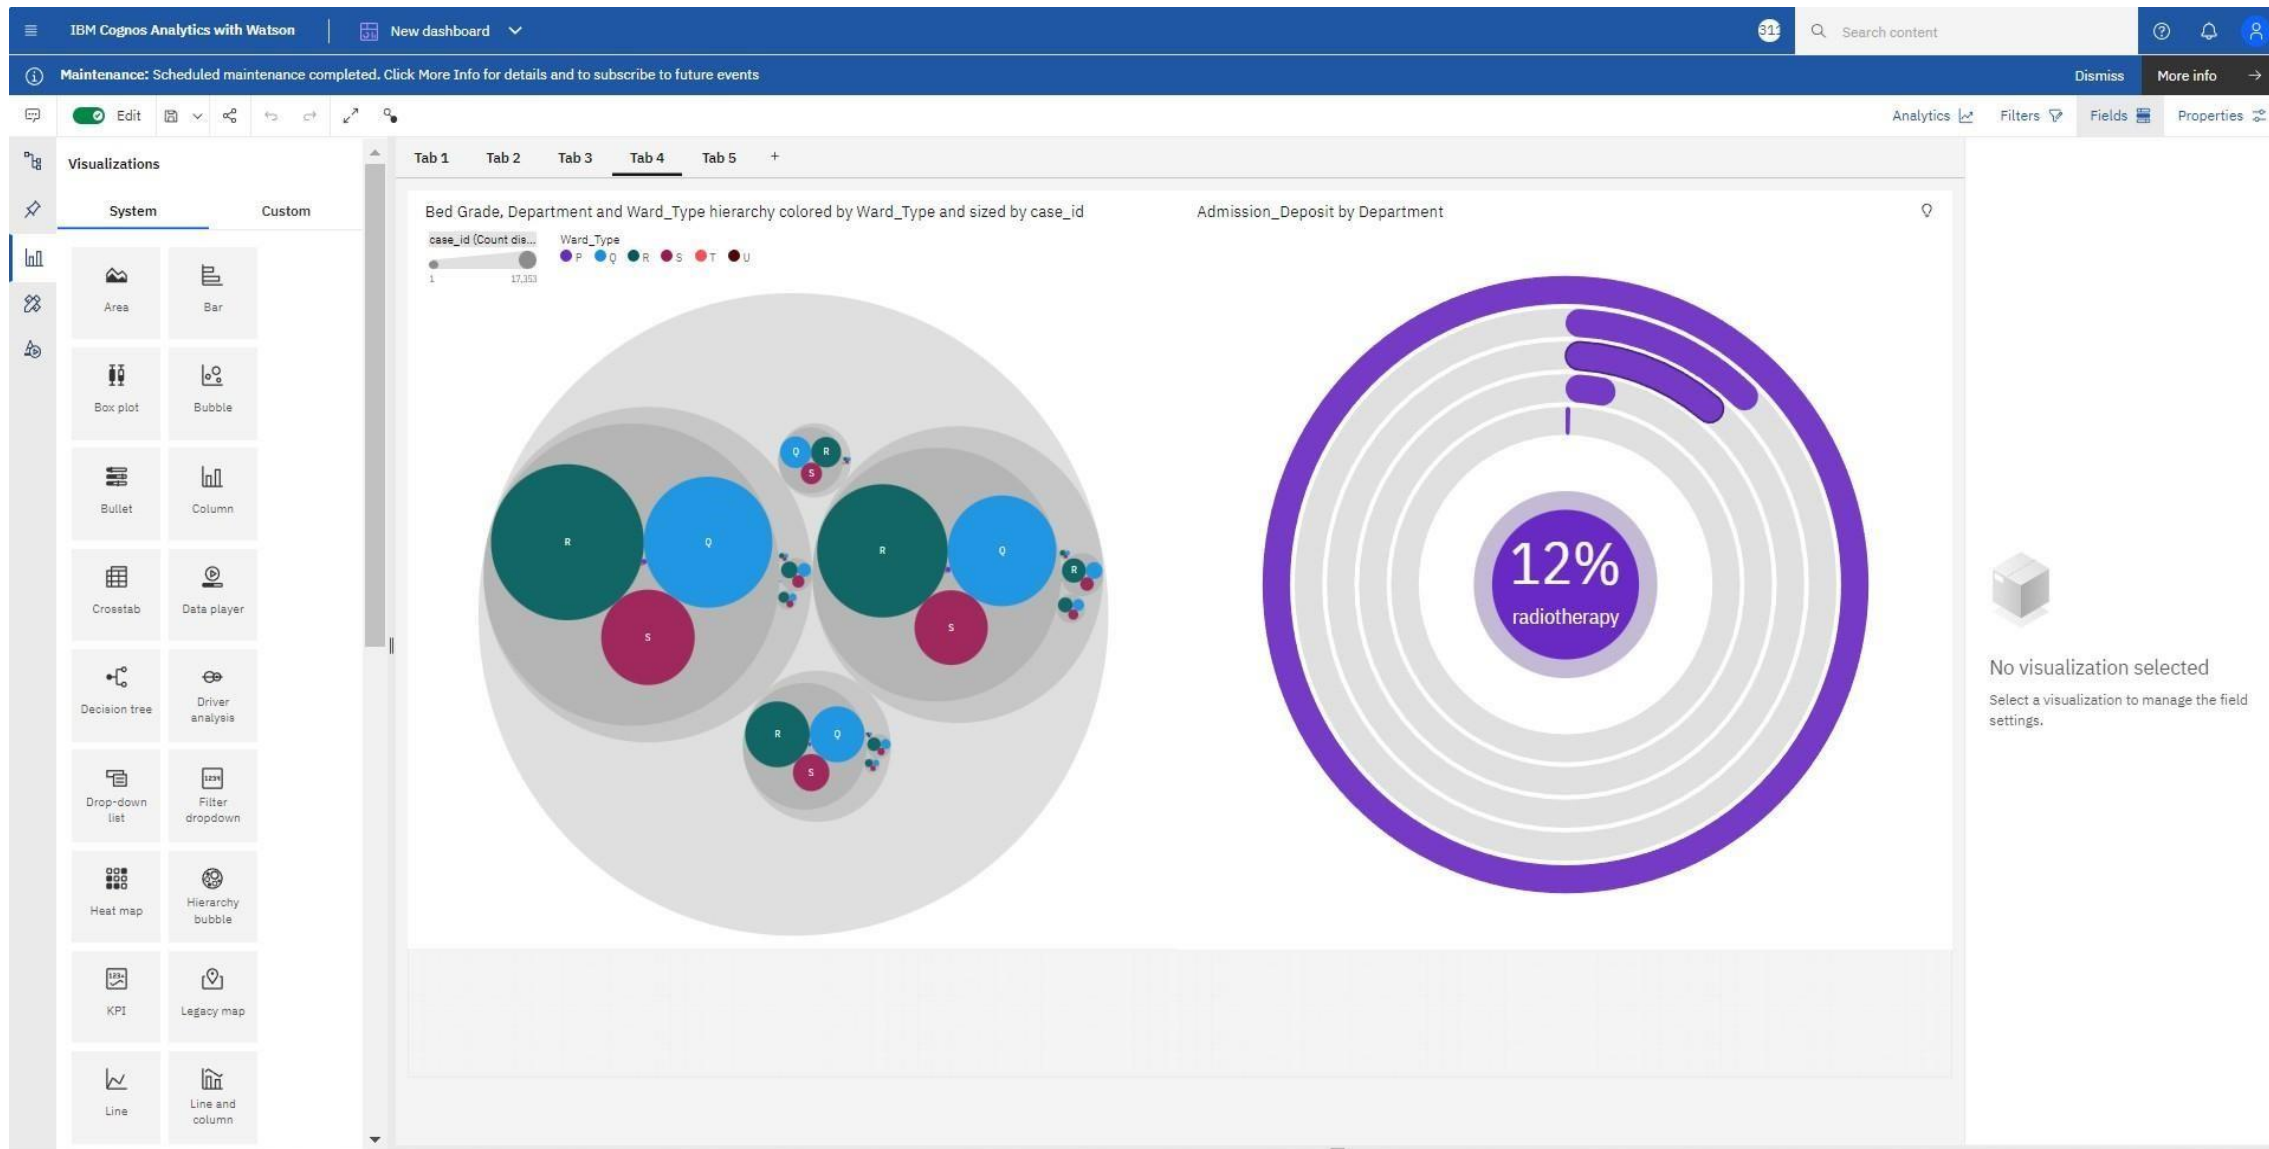 IBM Cognos Analytics with Watson
New dashboard
Search content
Maintenance: Scheduled maintenance completed. Click More Info for details and to subscribe to future events
Dismiss
More info
Edit
Analytics
Filters
Fields
Properties
Visualizations
System
Custom
Area
Bar
Box plot
Bubble
Bullet
Column
Crosstab
Data player
Decision tree
Driver
analysis
Drop-down
list
Filter
dropdown
Heat map
Hierarchy
bubble
KPI
Legacy map
Line
Line and
column
Tab 1
Tab 2
Tab 3
Tab 4
Tab 5
Bed Grade, Department and Ward_Type hierarchy colored by Ward_Type and sized by case_id
case_id (Count dis...
1
17,353
Ward_Type
P Q R S T U
Q R
S
R Q
S
R Q
S
R
R Q
S
Admission_Deposit by Department
12%
radiotherapy
No visualization selected
Select a visualization to manage the field
settings.